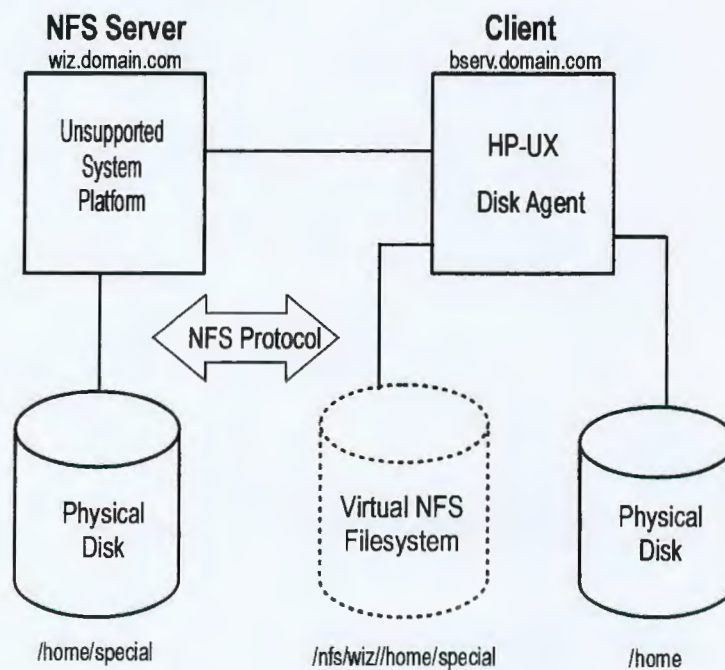 NFS Server
wiz.domain.com
Client
bserv.domain.com
Unsupported
System
Platform
HP-UX
Disk Agent
NFS Protocol
Physical
Disk
Virtual NFS
Filesystem
Physical
Disk
/home/special
/nfs/wiz//home/special
/home